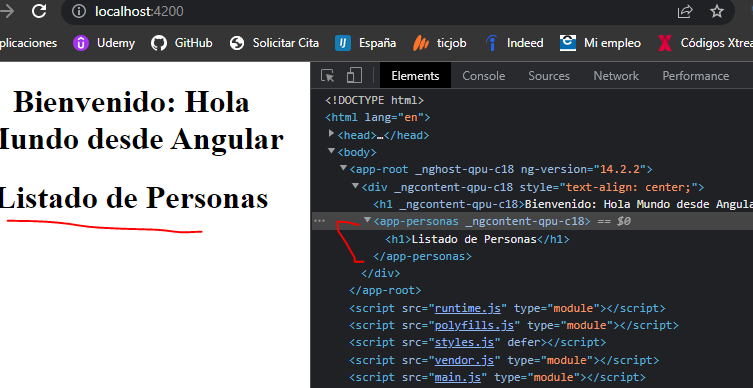 localhost:4200
plicaciones Udemy GitHub Solicitar Cita IJ España ticjob Indeed Mi empleo Códigos Xtrea
Bienvenido: Hola
Mundo desde Angular
Listado de Personas
Elements Console Sources Network Performance
<!DOCTYPE html>
<html lang="en">
<head>…</head>
<body>
<app-root _nghost-qpu-c18 ng-version="14.2.2">
<div _ngcontent-qpu-c18 style="text-align: center;">
<h1 _ngcontent-qpu-c18>Bienvenido: Hola Mundo desde Angula
<app-personas _ngcontent-qpu-c18> == $0
<h1>Listado de Personas</h1>
</app-personas>
</div>
</app-root>
<script src="runtime.js" type="module"></script>
<script src="polyfills.js" type="module"></script>
<script src="styles.js" defer></script>
<script src="vendor.js" type="module"></script>
<script src="main.js" type="module"></script>